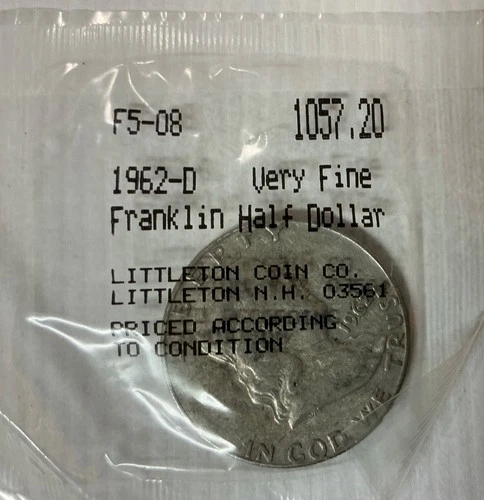 F5-08 1057.20
1962-D Very Fine
Franklin Half Dollar
LITTLETON COIN CO.
LITTLETON N.H. 03561
PRICED ACCORDING
TO CONDITION
IN GOD WE TRUST